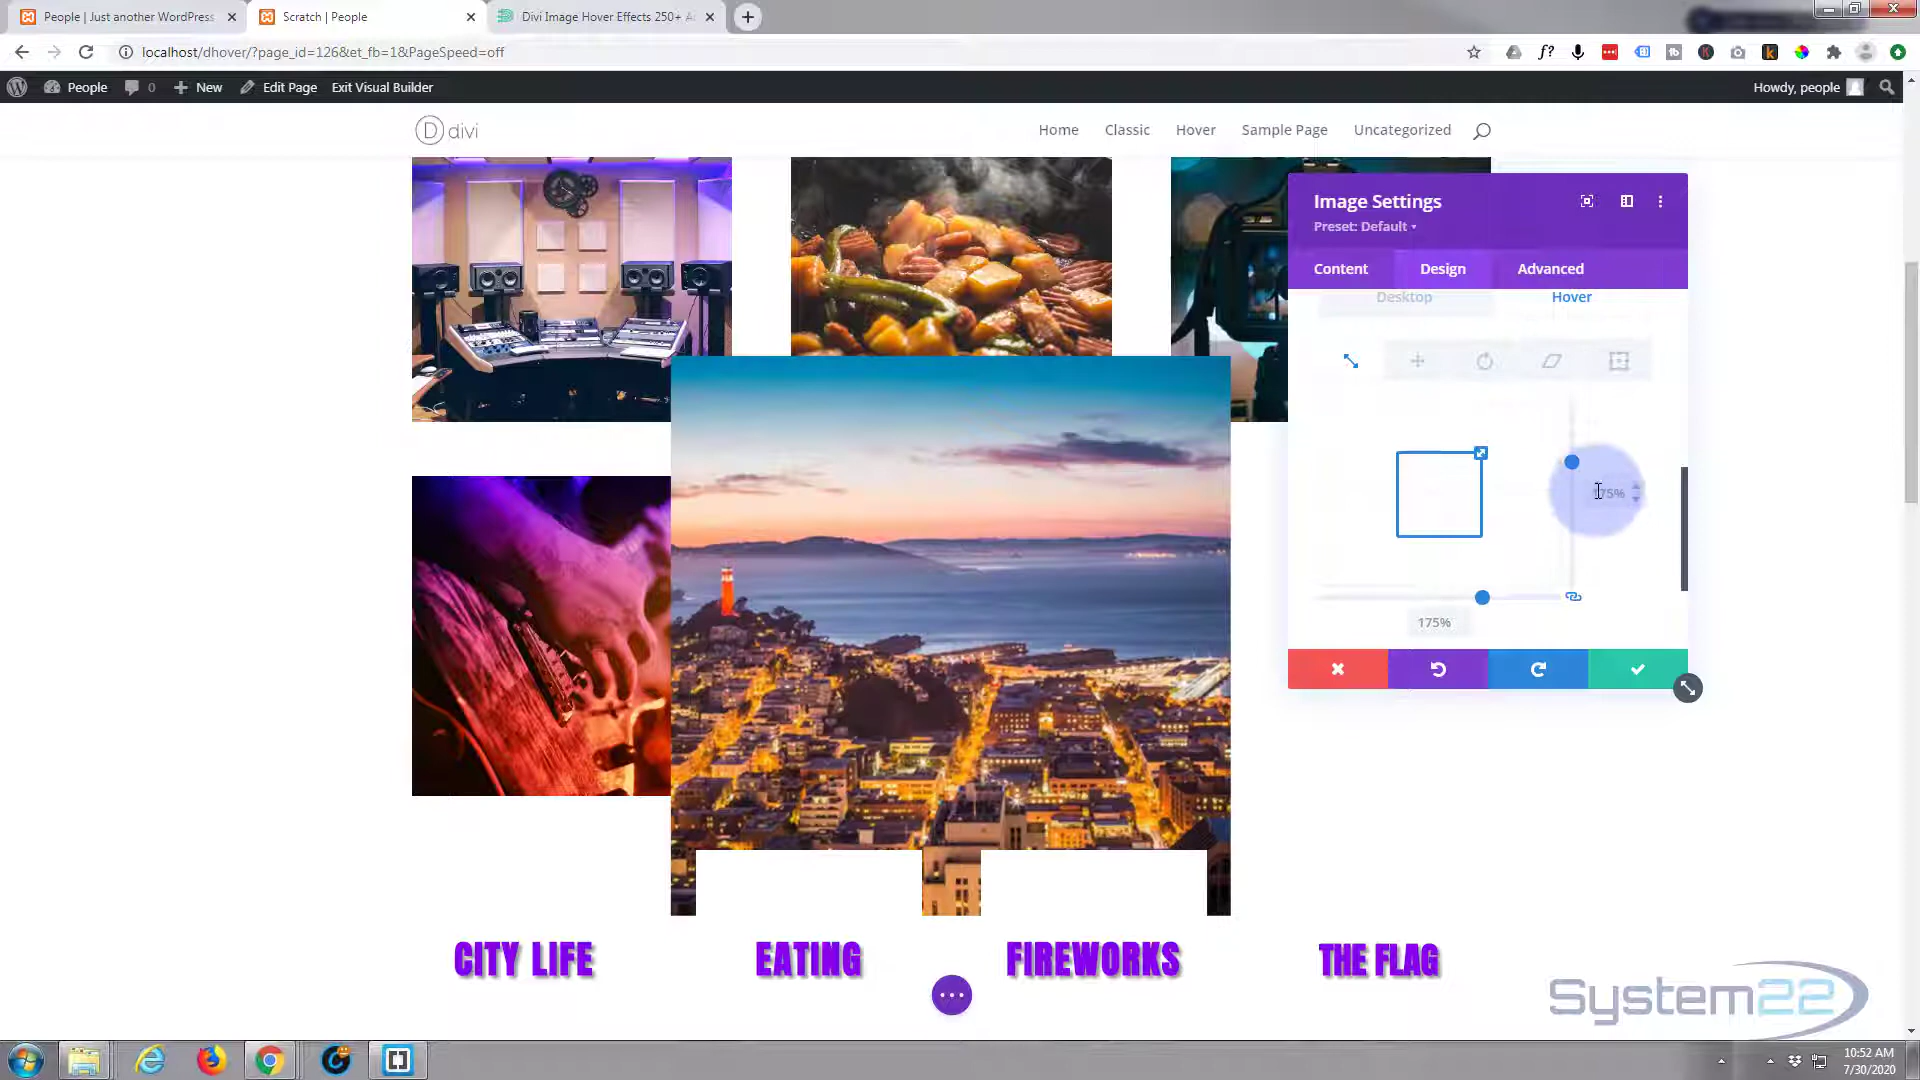 People | Just another WordPress
Scratch | People
Divi Image Hover Effects 250+ A
localhost/dhover/?page_id=126&et_fb=1&PageSpeed=off
People
0
New
Edit Page
Exit Visual Builder
Howdy, people
divi
Home
Classic
Hover
Sample Page
Uncategorized
Image Settings
Preset: Default
Content
Design
Advanced
Desktop
Hover
175%
175%
CITY LIFE
EATING
FIREWORKS
THE FLAG
System22
10:52 AM
7/30/2020